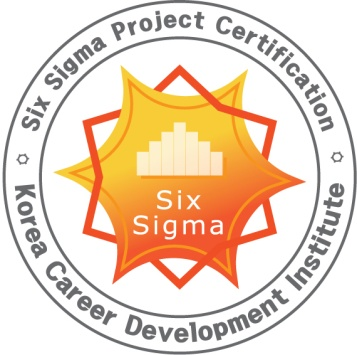 Six Sigma Project Certification
Six
Sigma
Korea Career Development Institute